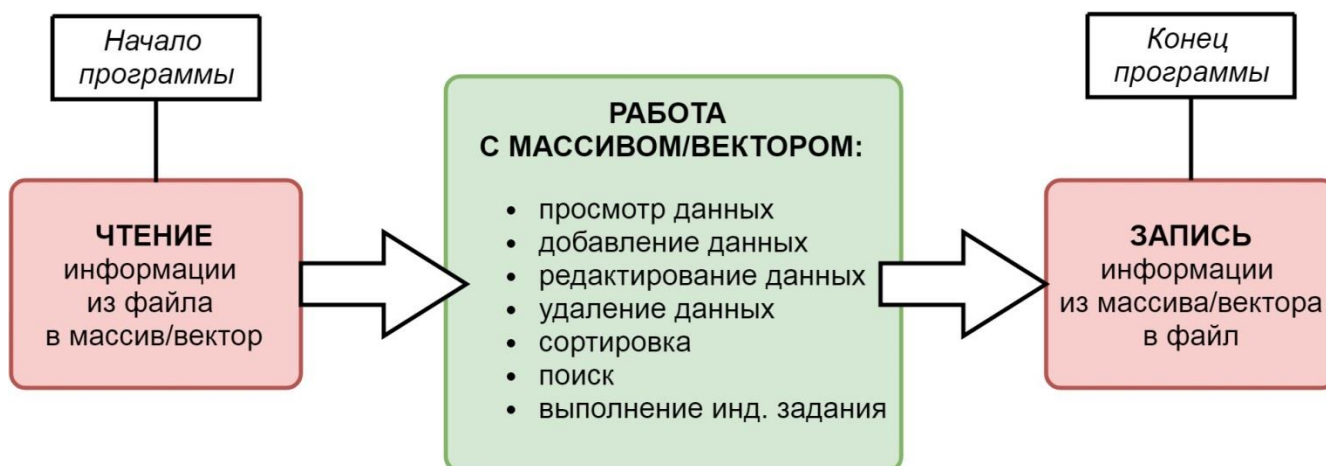 Начало
программы
ЧТЕНИЕ
информации
из файла
в массив/вектор
РАБОТА
С МАССИВОМ/ВЕКТОРОМ:
• просмотр данных
• добавление данных
• редактирование данных
• удаление данных
• сортировка
• поиск
• выполнение инд. задания
Конец
программы
ЗАПИСЬ
информации
из массива/вектора
в файл